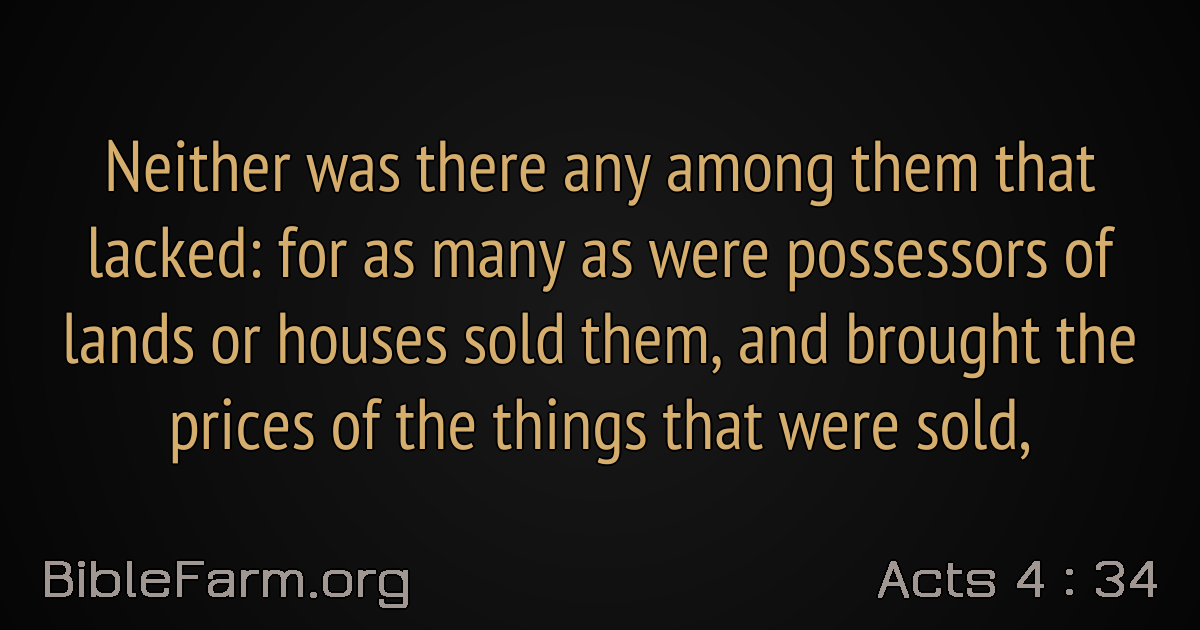 Neither was there any among them that
lacked: for as many as were possessors of
lands or houses sold them, and brought the
prices of the things that were sold,
BibleFarm.org
Acts 4 : 34